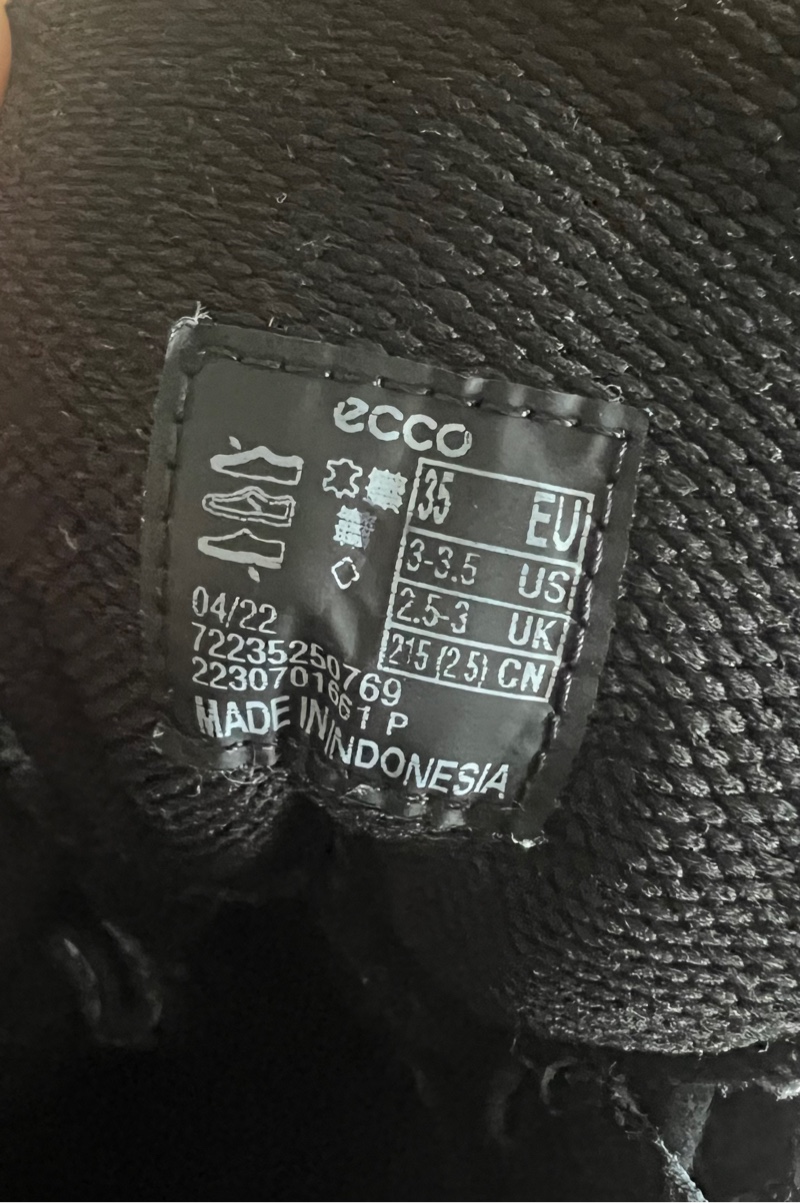 ecco
35 EU
3-3.5 US
2.5-3 UK
215 (2.5) CN
04/22
72235250769
2230701661 P
MADE IN INDONESIA